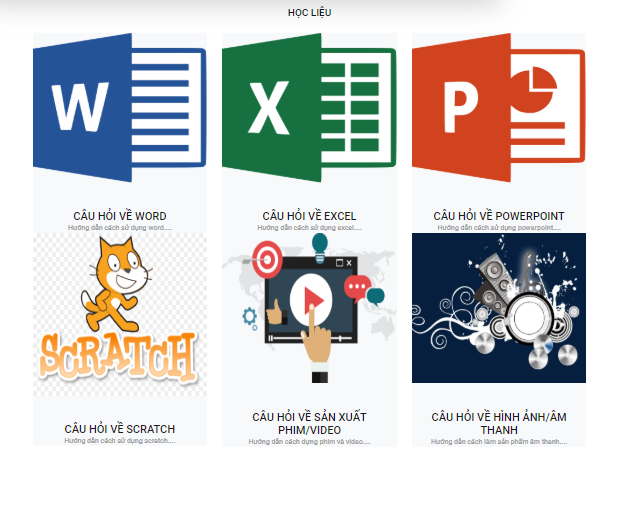 HỌC LIỆU
W
X
P
CÂU HỎI VỀ WORD
Hướng dẫn cách sử dụng word....
CÂU HỎI VỀ EXCEL
Hướng dẫn cách sử dụng excel....
CÂU HỎI VỀ POWERPOINT
Hướng dẫn cách sử dụng powerpoint....
SCRATCH
CÂU HỎI VỀ SCRATCH
Hướng dẫn cách sử dụng scratch....
CÂU HỎI VỀ SẢN XUẤT
PHIM/VIDEO
Hướng dẫn cách dựng phim và video....
CÂU HỎI VỀ HÌNH ẢNH/ÂM
THANH
Hướng dẫn cách làm sản phẩm âm thanh....